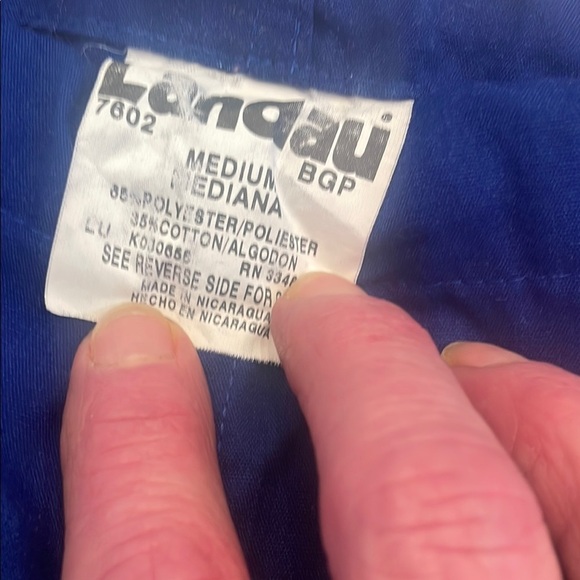 Landau
7602
BGP
MEDIUM
MEDIANA
65% POLYESTER/POLIESTER
35% COTTON/ALGODON
RN
SEE REVERSE SIDE FOR
MADE IN NICARAGUA
HECHO EN NICARAGUA